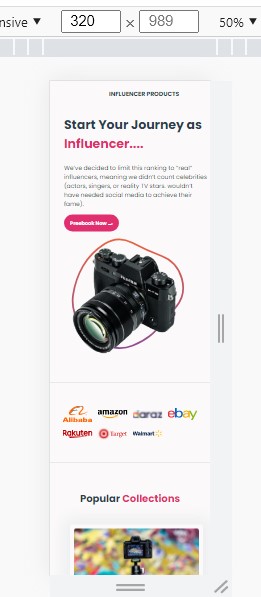 nsive ▼ 320 × 989 50% ▼
INFLUENCER PRODUCTS
Start Your Journey as
Influencer....
We've decided to limit this ranking to "real"
influencers, meaning we didn't count celebrities
(actors, singers, or reality TV stars. wouldn't
have needed social media to achieve their
fame).
Preebook Now
FUJIFILM
Alibaba amazon daraz ebay
Rakuten Target Walmart
Popular Collections